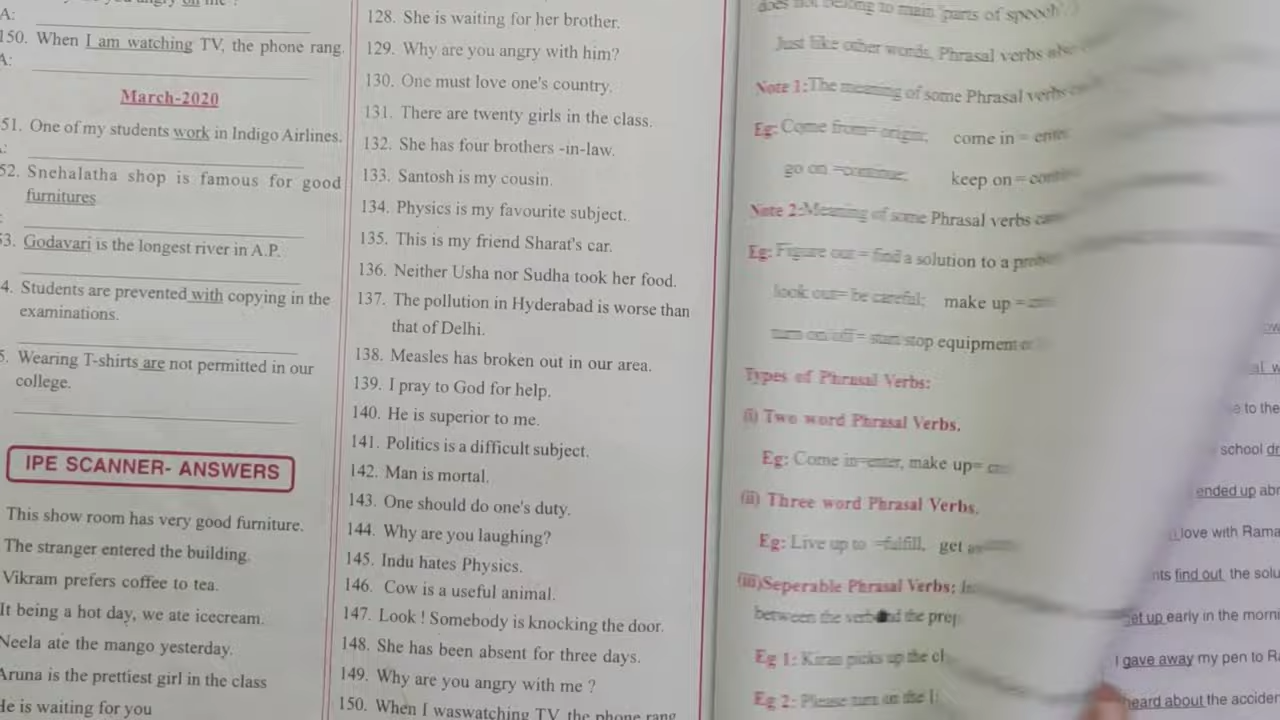 A:
150. When I am watching TV, the phone rang.
A:
March-2020
51. One of my students work in Indigo Airlines.
52. Snehalatha shop is famous for good
furnitures
53. Godavari is the longest river in A.P.
4. Students are prevented with copying in the
examinations.
5. Wearing T-shirts are not permitted in our
college.
IPE SCANNER- ANSWERS
This show room has very good furniture.
The stranger entered the building.
Vikram prefers coffee to tea.
It being a hot day, we ate icecream.
Neela ate the mango yesterday.
Aruna is the prettiest girl in the class
He is waiting for you
128. She is waiting for her brother.
129. Why are you angry with him?
130. One must love one's country.
131. There are twenty girls in the class.
132. She has four brothers -in-law.
133. Santosh is my cousin.
134. Physics is my favourite subject.
135. This is my friend Sharat's car.
136. Neither Usha nor Sudha took her food.
137. The pollution in Hyderabad is worse than
that of Delhi.
138. Measles has broken out in our area.
139. I pray to God for help.
140. He is superior to me.
141. Politics is a difficult subject.
142. Man is mortal.
143. One should do one's duty.
144. Why are you laughing?
145. Indu hates Physics.
146. Cow is a useful animal.
147. Look ! Somebody is knocking the door.
148. She has been absent for three days.
149. Why are you angry with me ?
150. When I waswatching TV, the phone rang
does not belong to main 'parts of speech'.)
Just like other words, Phrasal verbs
Note 1:The meaning of some Phrasal verbs
Eg: Come from= origin; come in = enter
go on =continue; keep on =
Note 2:Meaning of some Phrasal verbs
Eg: Figure out = find a solution to a
look out= be careful; make up =
turn on/off = start/stop equipment
Types of Phrasal Verbs:
(i) Two word Phrasal Verbs.
Eg: Come in=enter, make up=
(ii) Three word Phrasal Verbs.
Eg: Live up to =fulfill, get
(iii)Seperable Phrasal Verbs;
between the verb and the
Eg 1: Kiran picks up the
Eg 2: Please turn on the
e to the
school
ended up
love with Rama
find out the
get up early in the
I gave away my pen to
heard about the